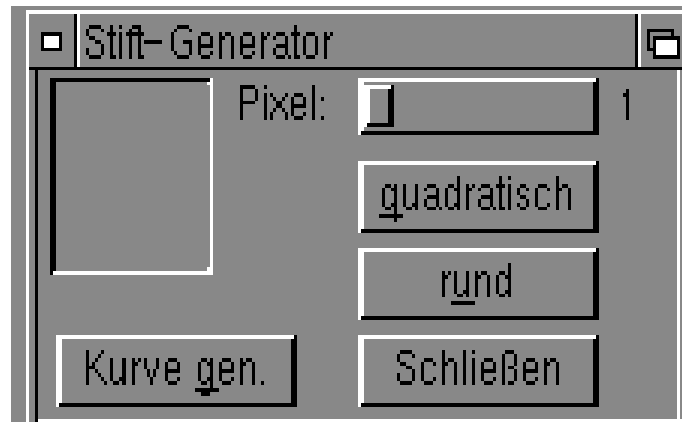 Stift-Generator
Pixel: 1
quadratisch
rund
Kurve gen. Schließen